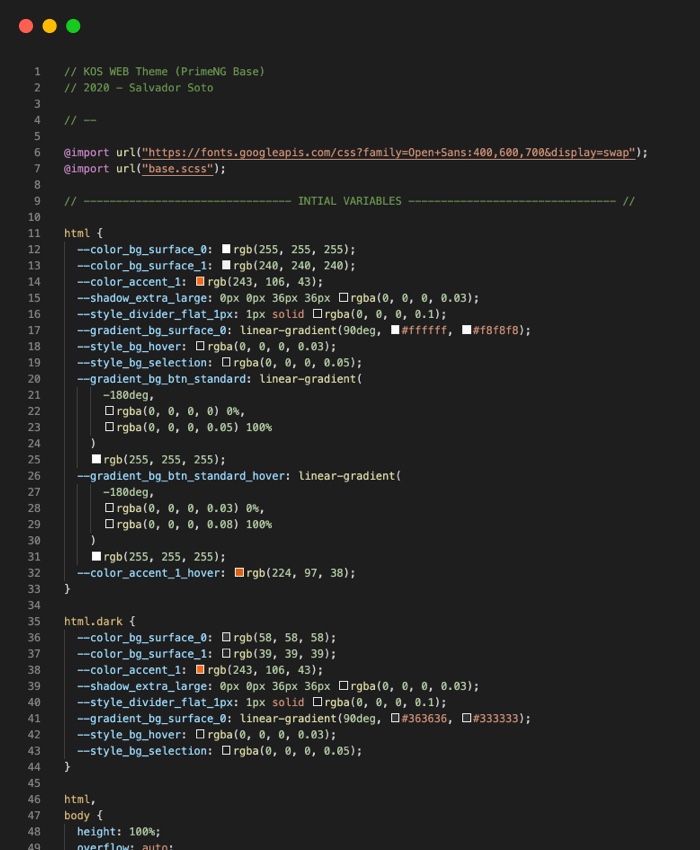 1 // KOS WEB Theme (PrimeNG Base)
2 // 2020 - Salvador Soto
3
4 // --
5
6 @import url("https://fonts.googleapis.com/css?family=Open+Sans:400,600,700&display=swap");
7 @import url("base.scss");
8
9 // -------------------------------- INTIAL VARIABLES -------------------------------- //
10
11 html {
12 --color_bg_surface_0: rgb(255, 255, 255);
13 --color_bg_surface_1: rgb(240, 240, 240);
14 --color_accent_1: rgb(243, 106, 43);
15 --shadow_extra_large: 0px 0px 36px 36px rgba(0, 0, 0, 0.03);
16 --style_divider_flat_1px: 1px solid rgba(0, 0, 0, 0.1);
17 --gradient_bg_surface_0: linear-gradient(90deg, #ffffff, #f8f8f8);
18 --style_bg_hover: rgba(0, 0, 0, 0.03);
19 --style_bg_selection: rgba(0, 0, 0, 0.05);
20 --gradient_bg_btn_standard: linear-gradient(
21 -180deg,
22 rgba(0, 0, 0, 0) 0%,
23 rgba(0, 0, 0, 0.05) 100%
24 )
25 rgb(255, 255, 255);
26 --gradient_bg_btn_standard_hover: linear-gradient(
27 -180deg,
28 rgba(0, 0, 0, 0.03) 0%,
29 rgba(0, 0, 0, 0.08) 100%
30 )
31 rgb(255, 255, 255);
32 --color_accent_1_hover: rgb(224, 97, 38);
33 }
34
35 html.dark {
36 --color_bg_surface_0: rgb(58, 58, 58);
37 --color_bg_surface_1: rgb(39, 39, 39);
38 --color_accent_1: rgb(243, 106, 43);
39 --shadow_extra_large: 0px 0px 36px 36px rgba(0, 0, 0, 0.03);
40 --style_divider_flat_1px: 1px solid rgba(0, 0, 0, 0.1);
41 --gradient_bg_surface_0: linear-gradient(90deg, #363636, #333333);
42 --style_bg_hover: rgba(0, 0, 0, 0.03);
43 --style_bg_selection: rgba(0, 0, 0, 0.05);
44 }
45
46 html,
47 body {
48 height: 100%;
49 overflow: auto;